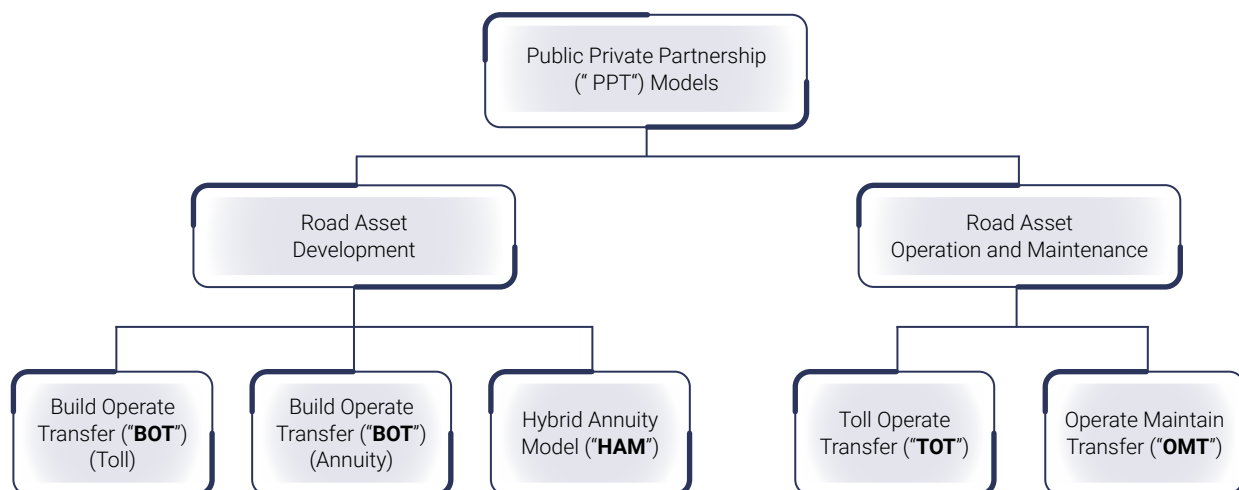 Public Private Partnership
(“ PPT“) Models
Road Asset
Development
Road Asset
Operation and Maintenance
Build Operate
Transfer (“BOT”)
(Toll)
Build Operate
Transfer (“BOT”)
(Annuity)
Hybrid Annuity
Model (“HAM”)
Toll Operate
Transfer (“TOT”)
Operate Maintain
Transfer (“OMT”)